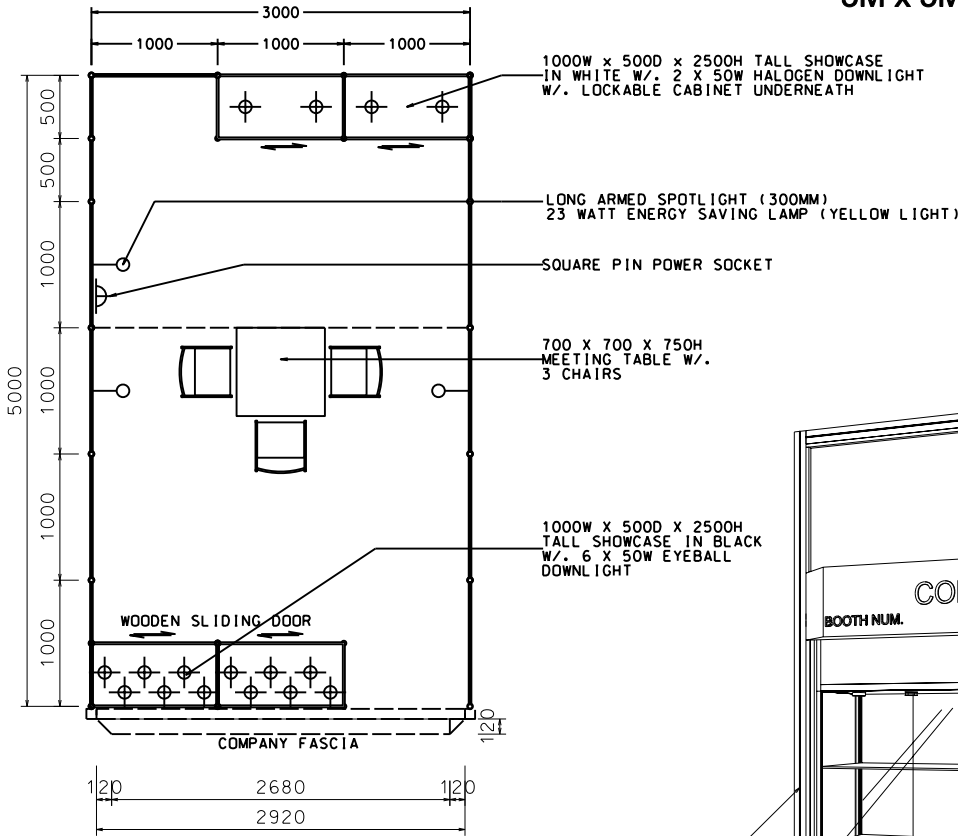 3000
1000 1000 1000
1000W x 500D x 2500H TALL SHOWCASE
IN WHITE W/. 2 X 50W HALOGEN DOWNLIGHT
W/. LOCKABLE CABINET UNDERNEATH
500
500
LONG ARMED SPOTLIGHT (300MM)
23 WATT ENERGY SAVING LAMP (YELLOW LIGHT)
1000
SQUARE PIN POWER SOCKET
700 X 700 X 750H
MEETING TABLE W/.
3 CHAIRS
5000
1000
1000
1000W X 500D X 2500H
TALL SHOWCASE IN BLACK
W/. 6 X 50W EYEBALL
DOWNLIGHT
BOOTH NUM.
WOODEN SLIDING DOOR
1000
120
COMPANY FASCIA
120 2680 120
2920